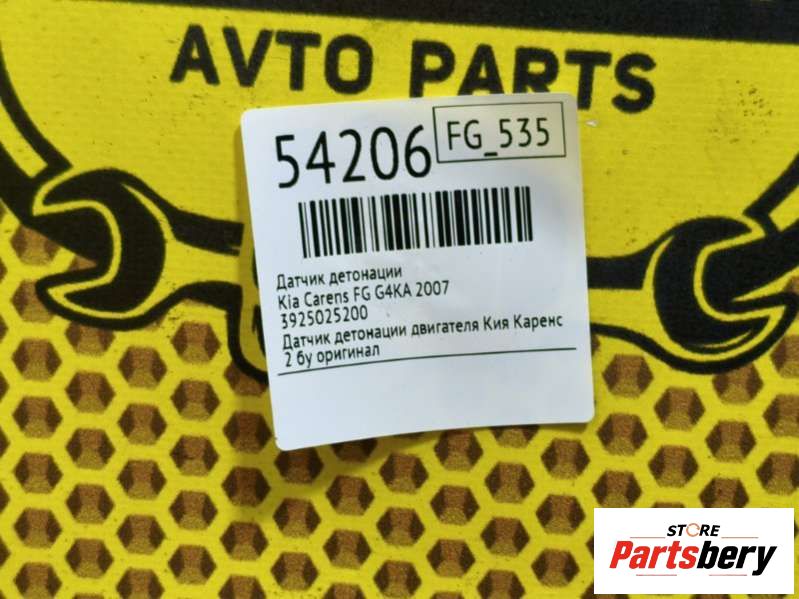 AVTO PARTS
54206
FG_535
Датчик детонации
Kia Carens FG G4KA 2007
3925025200
Датчик детонации двигателя Кия Каренс
2 бу оригинал
STORE
Partsbery